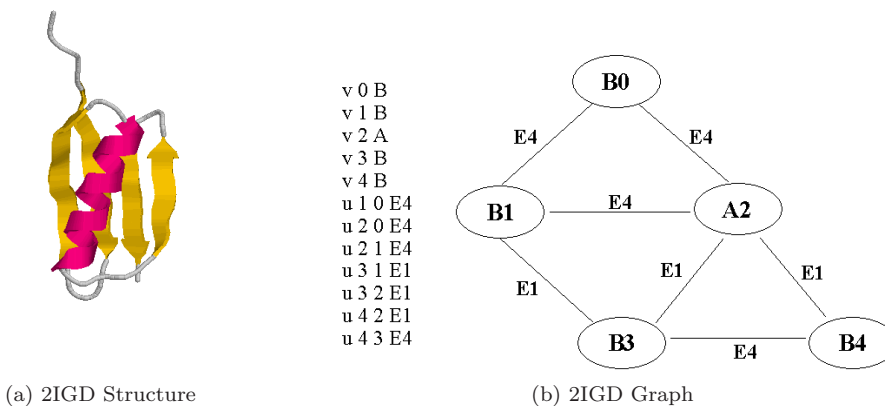 v 0 B
v 1 B
v 2 A
v 3 B
v 4 B
u 1 0 E4
u 2 0 E4
u 2 1 E4
u 3 1 E1
u 3 2 E1
u 4 2 E1
u 4 3 E4
B0
E4 E4
B1 E4 A2
E1 E1 E1
B3 E4 B4
(a) 2IGD Structure
(b) 2IGD Graph